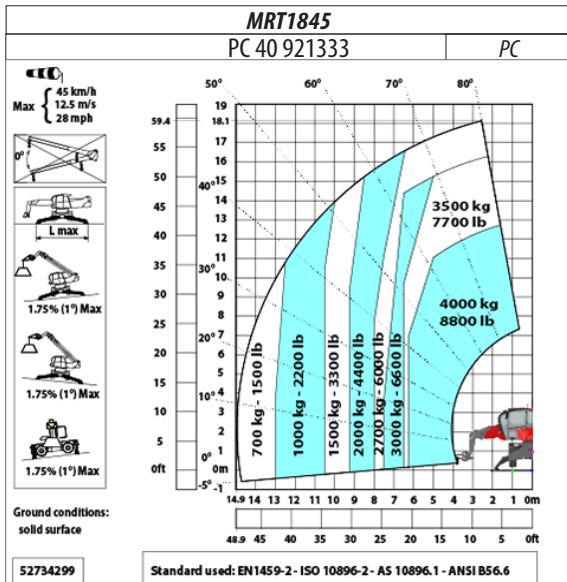 MRT1845
PC 40 921333
PC
Max
45 km/h
12.5 m/s
28 mph
0°
L max
1.75% (1°) Max
1.75% (1°) Max
1.75% (1°) Max
Ground conditions:
solid surface
52734299
50°
60°
70°
80°
40°
30°
20°
10°
0°
-5°
59.4
55
50
45
40
35
30
25
20
15
10
5
0ft
19
18.1
17
16
15
14
13
12
11
10
9
8
7
6
5
4
3
2
1
0m
-1
700 kg - 1500 lb
1000 kg - 2200 lb
1500 kg - 3300 lb
2000 kg - 4400 lb
2700 kg - 6000 lb
3000 kg - 6600 lb
3500 kg
7700 lb
4000 kg
8800 lb
14.9 14 13 12 11 10 9 8 7 6 5 4 3 2 1 0m
48.9 45 40 35 30 25 20 15 10 5 0ft
Standard used: EN1459-2 - ISO 10896-2 - AS 10896.1 - ANSI B56.6